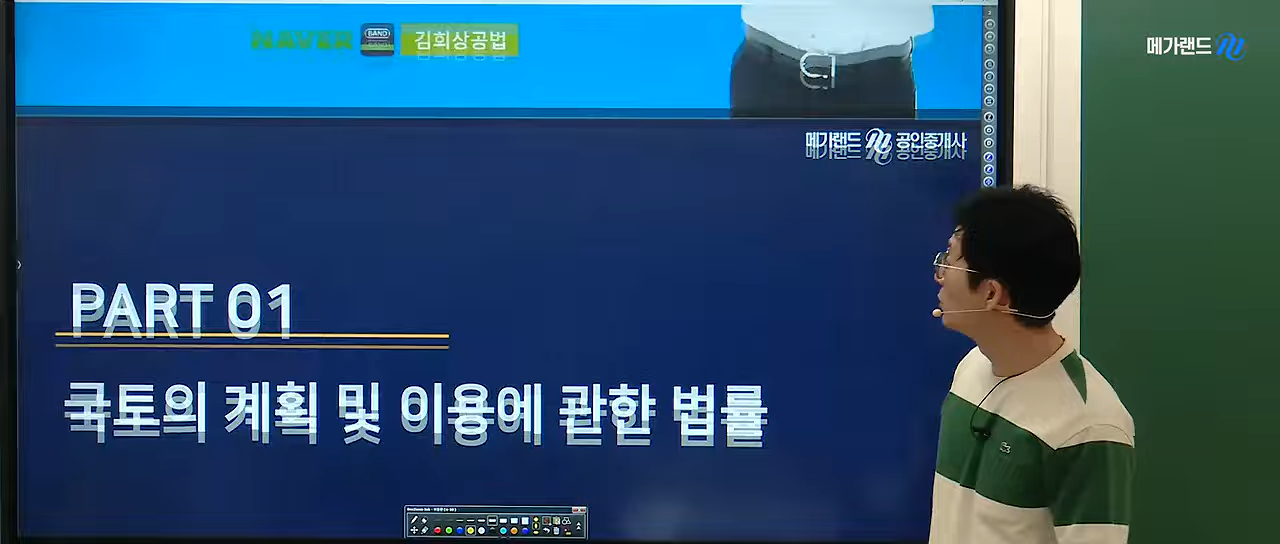 NAVER BAND 김희상공법
메가랜드
메가랜드 공인중개사
PART 01
국토의 계획 및 이용에 관한 법률